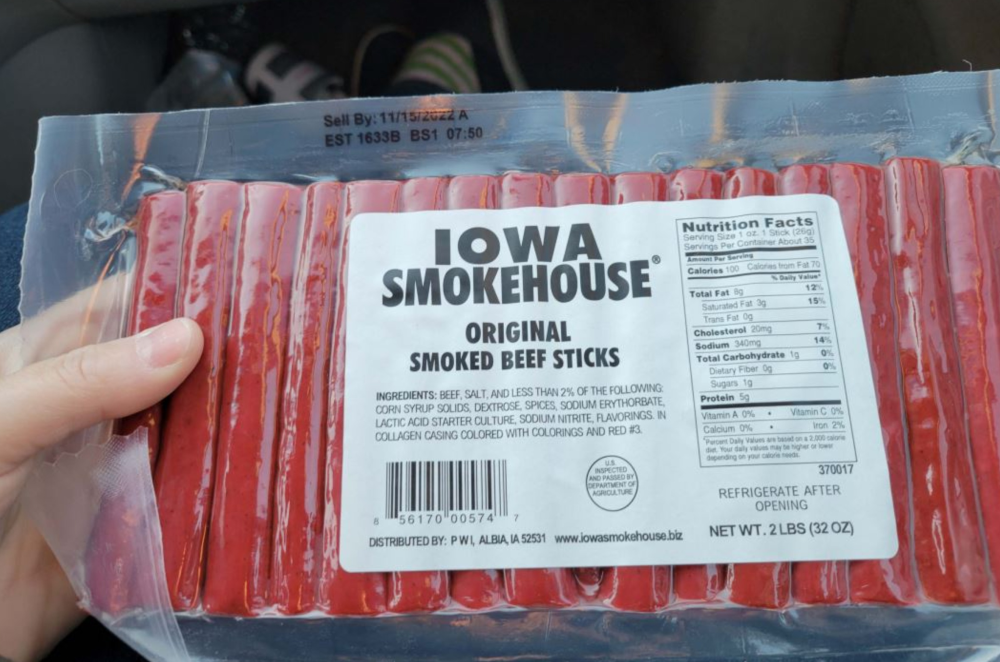 Sell By: 11/15/2022 A
EST 1633B BS1 07:50
IOWA
SMOKEHOUSE®
ORIGINAL
SMOKED BEEF STICKS
INGREDIENTS: BEEF, SALT, AND LESS THAN 2% OF THE FOLLOWING:
CORN SYRUP SOLIDS, DEXTROSE, SPICES, SODIUM ERYTHORBATE,
LACTIC ACID STARTER CULTURE, SODIUM NITRITE, FLAVORINGS. IN
COLLAGEN CASING COLORED WITH COLORINGS AND RED #3.
8 56170 00574 7
U.S.
INSPECTED
AND PASSED BY
DEPARTMENT OF
AGRICULTURE
DISTRIBUTED BY: P W I, ALBIA, IA 52531 www.iowasmokehouse.biz
Nutrition Facts
Serving Size 1 oz. 1 Stick (28g)
Servings Per Container About 35
Amount Per Serving
Calories 100 Calories from Fat 70
% Daily Value*
Total Fat 8g 12%
Saturated Fat 3g 15%
Trans Fat 0g
Cholesterol 20mg 7%
Sodium 340mg 14%
Total Carbohydrate 1g 0%
Dietary Fiber 0g 0%
Sugars 1g
Protein 5g
Vitamin A 0% • Vitamin C 0%
Calcium 0% • Iron 2%
*Percent Daily Values are based on a 2,000 calorie
diet. Your daily values may be higher or lower
depending on your calorie needs.
370017
REFRIGERATE AFTER
OPENING
NET WT. 2 LBS (32 OZ)